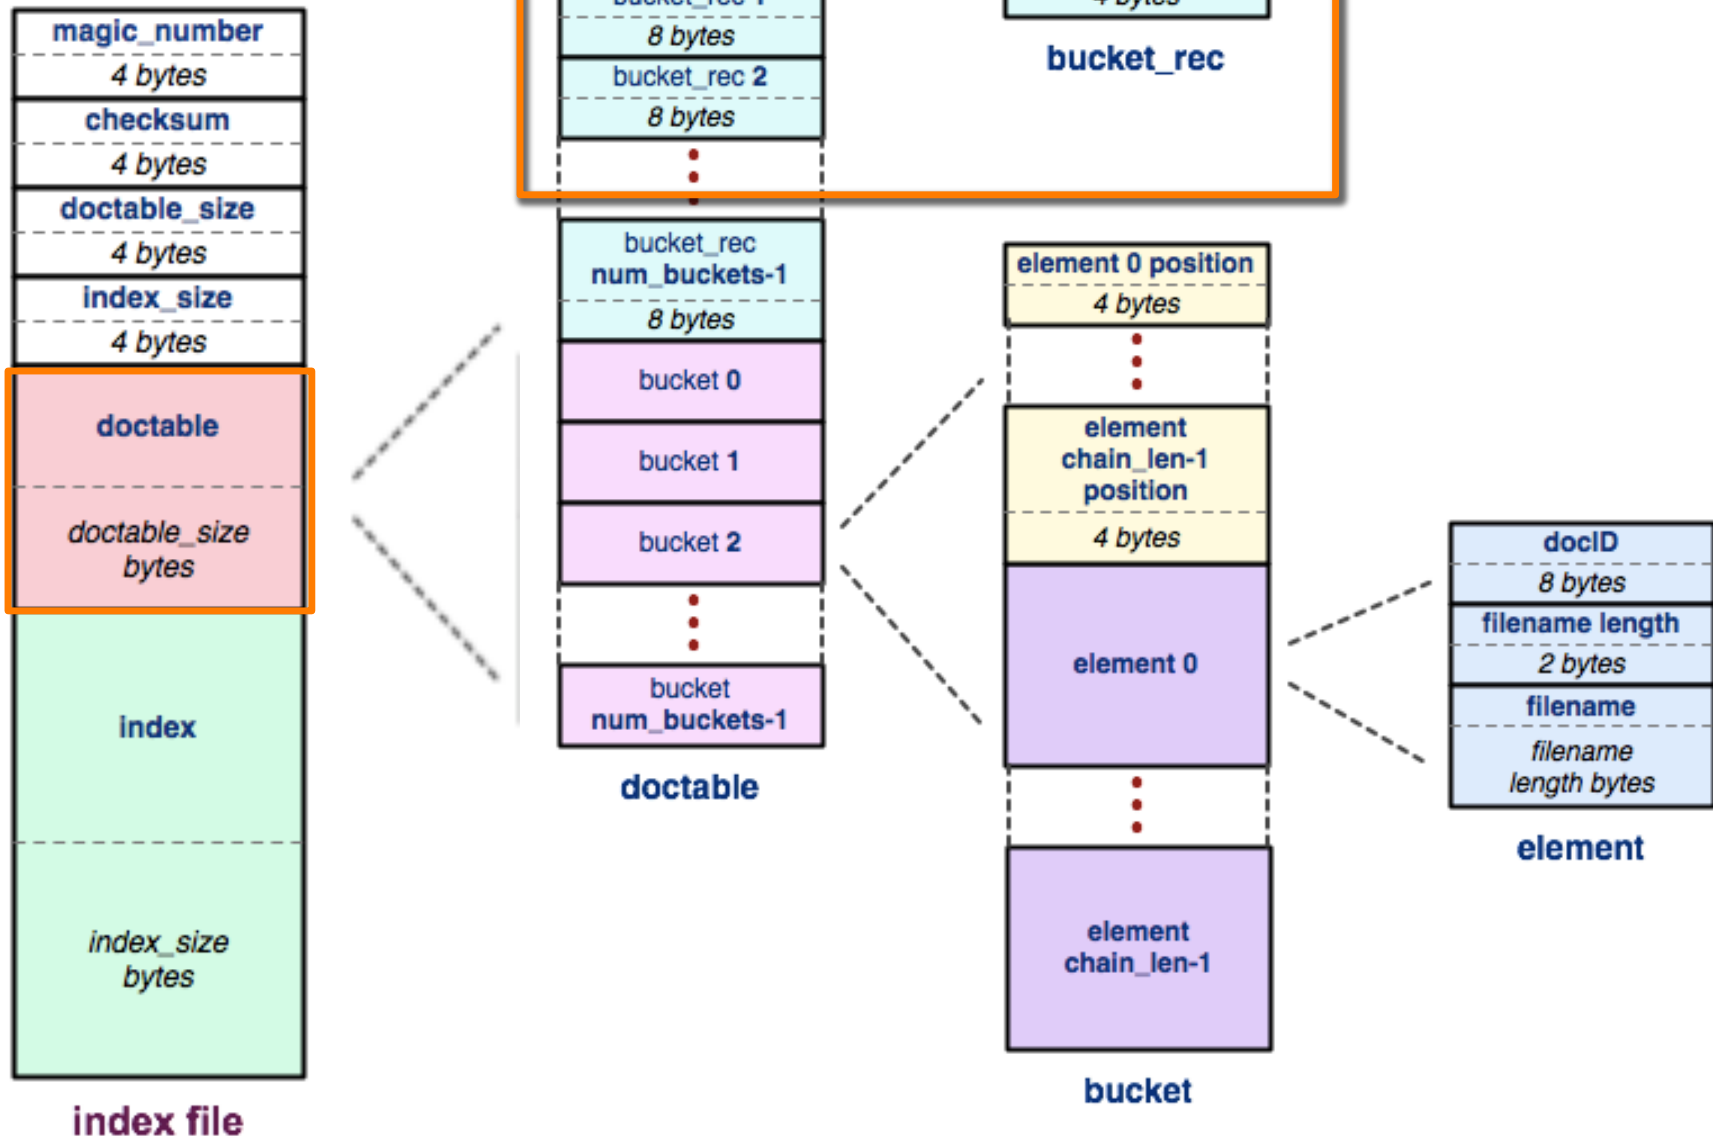 magic_number
4 bytes
checksum
4 bytes
doctable_size
4 bytes
index_size
4 bytes
doctable
doctable_size
bytes
index
index_size
bytes
index file
8 bytes
bucket_rec 2
8 bytes
bucket_rec
num_buckets-1
8 bytes
bucket 0
bucket 1
bucket 2
bucket
num_buckets-1
doctable
bucket_rec
element 0 position
4 bytes
element
chain_len-1
position
4 bytes
element 0
element
chain_len-1
bucket
docID
8 bytes
filename length
2 bytes
filename
filename
length bytes
element